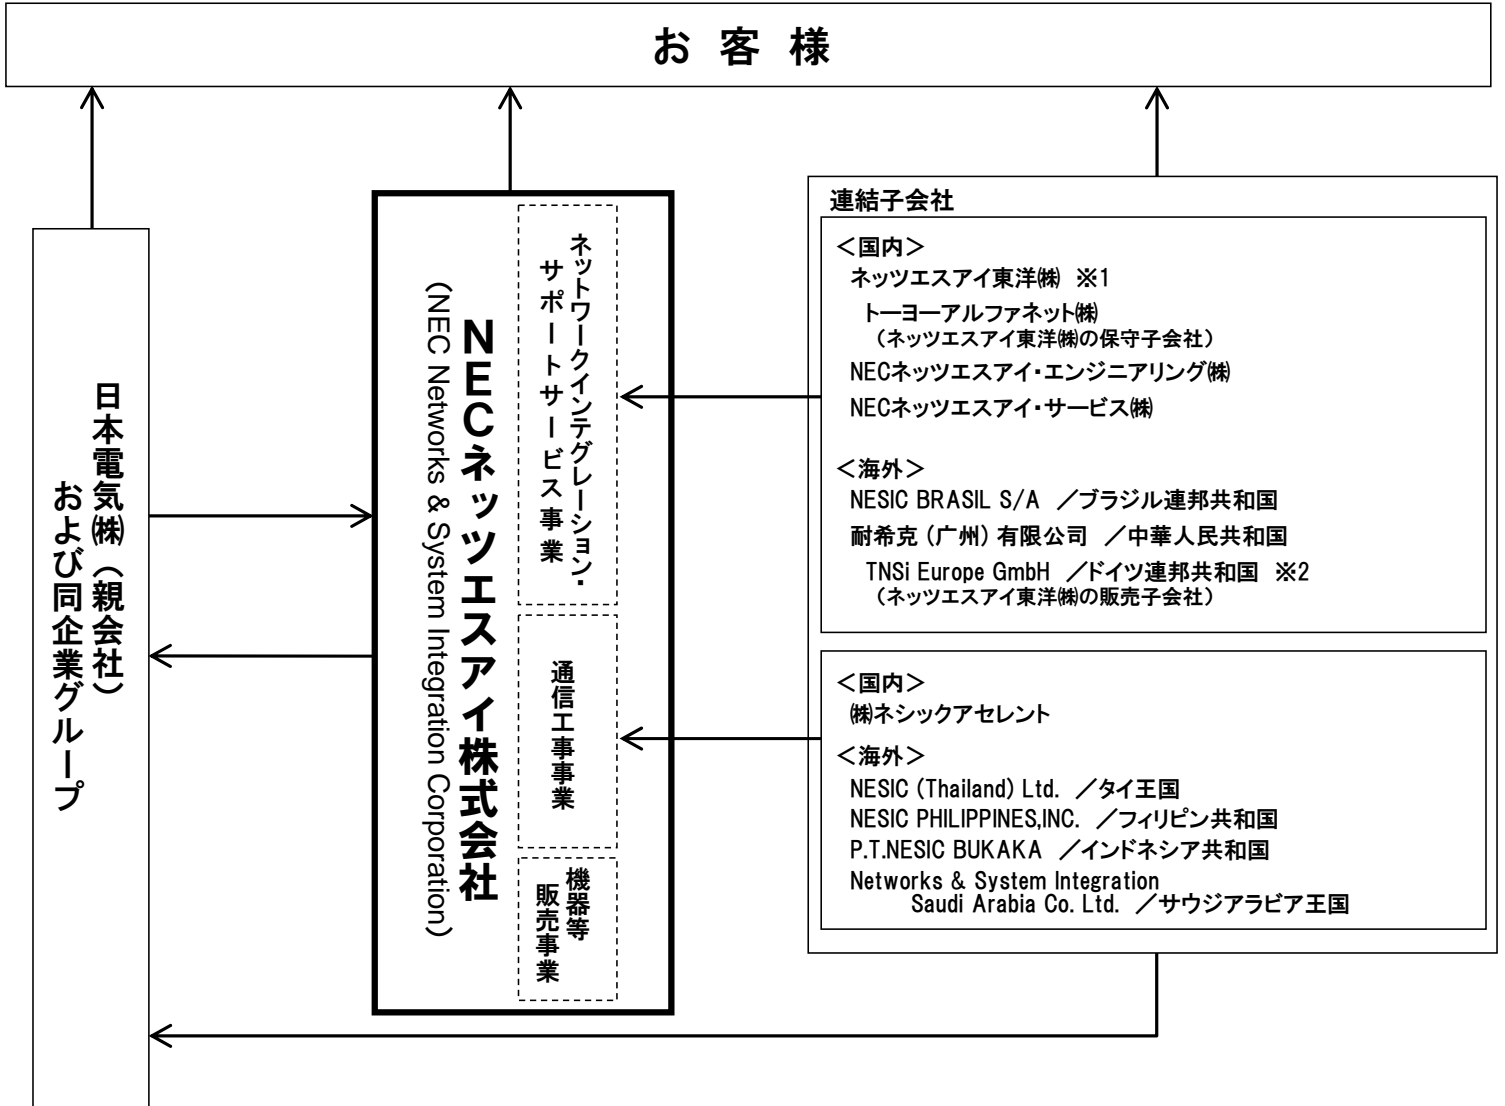 お 客 様
日本電気㈱（親会社）
および同企業グループ
NECネッツエスアイ株式会社
（NEC Networks & System Integration Corporation）
ネットワークインテグレーション・
サポートサービス事業
通信工事事業
機器等
販売事業
連結子会社
＜国内＞
ネッツエスアイ東洋㈱ ※1
トーヨーアルファネット㈱
（ネッツエスアイ東洋㈱の保守子会社）
NECネッツエスアイ・エンジニアリング㈱
NECネッツエスアイ・サービス㈱
＜海外＞
NESIC BRASIL S/A ／ブラジル連邦共和国
耐希克（广州）有限公司 ／中華人民共和国
TNSi Europe GmbH ／ドイツ連邦共和国 ※2
（ネッツエスアイ東洋㈱の販売子会社）
＜国内＞
㈱ネシックアセレント
＜海外＞
NESIC (Thailand) Ltd. ／タイ王国
NESIC PHILIPPINES,INC. ／フィリピン共和国
P.T.NESIC BUKAKA ／インドネシア共和国
Networks & System Integration
Saudi Arabia Co. Ltd. ／サウジアラビア王国